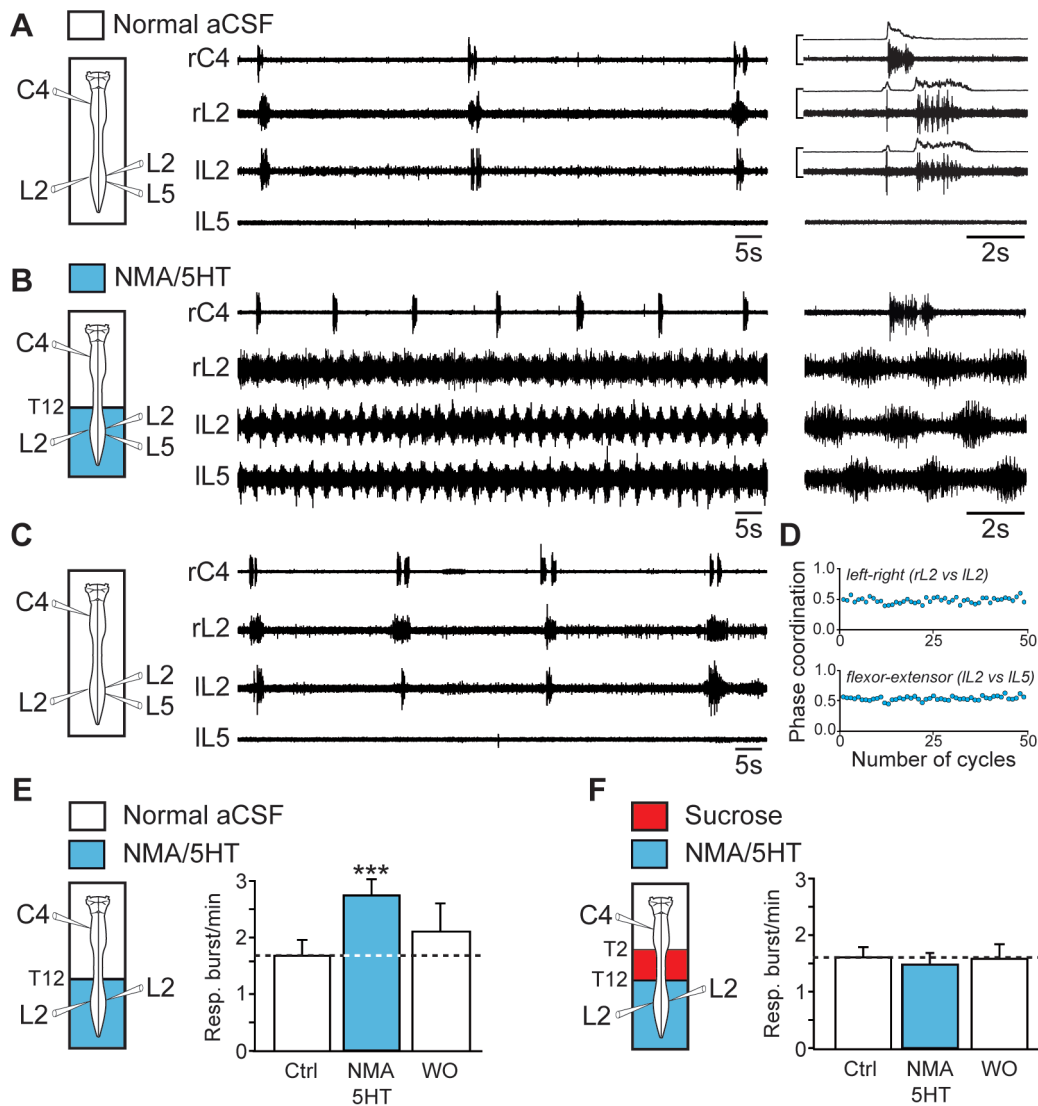 A
Normal aCSF
C4
L2
L2
L5
rC4
rL2
lL2
lL5
5s
2s
B
NMA/5HT
C4
T12
L2
L2
L5
rC4
rL2
lL2
lL5
5s
2s
C
C4
L2
L2
L5
rC4
rL2
lL2
lL5
5s
D
Phase coordination
1.0
0.5
0.0
left-right (rL2 vs lL2)
0
25
50
1.0
0.5
0.0
flexor-extensor (lL2 vs lL5)
0
25
50
Number of cycles
E
Normal aCSF
NMA/5HT
C4
T12
L2
L2
Resp. burst/min
3
2
1
0
***
Ctrl
NMA
5HT
WO
F
Sucrose
NMA/5HT
C4
T2
T12
L2
L2
Resp. burst/min
3
2
1
0
Ctrl
NMA
5HT
WO